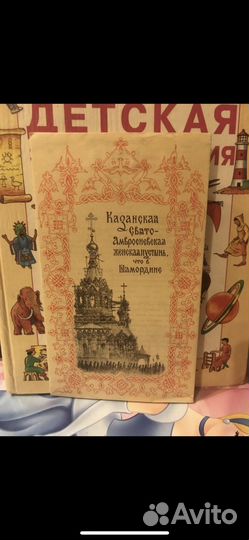 ДЕТСКАЯ
Казанская
Свято-
Амвросиевская
женская пустынь,
что в
Шамордине
Avito